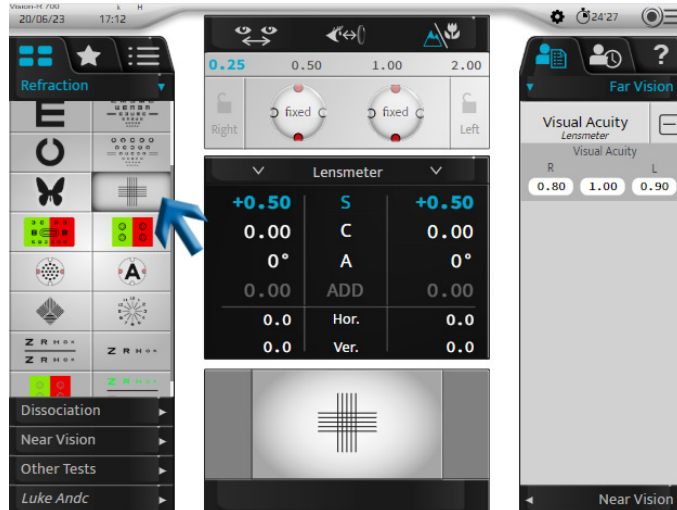 Vision-R 700
L H
20/06/23 17:12
24'27
Refraction
Z R H O K
Z R H O K
Z R H O K
Dissociation
Near Vision
Other Tests
Luke Andc
0.25 0.50 1.00 2.00
Right fixed fixed Left
Lensmeter
+0.50 S +0.50
0.00 C 0.00
0° A 0°
0.00 ADD 0.00
0.0 Hor. 0.0
0.0 Ver. 0.0
?
Far Vision
Visual Acuity
Lensmeter
Visual Acuity
R L
0.80 1.00 0.90
Near Vision